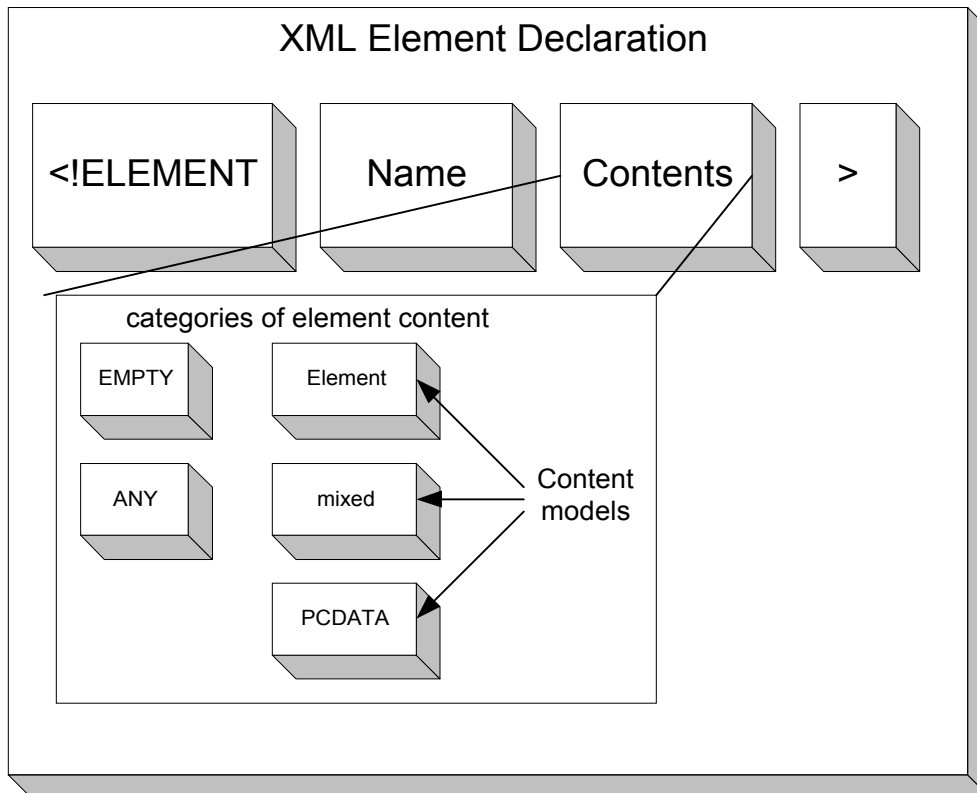 XML Element Declaration
<!ELEMENT
Name
Contents
>
categories of element content
EMPTY
Element
ANY
mixed
Content
models
PCDATA